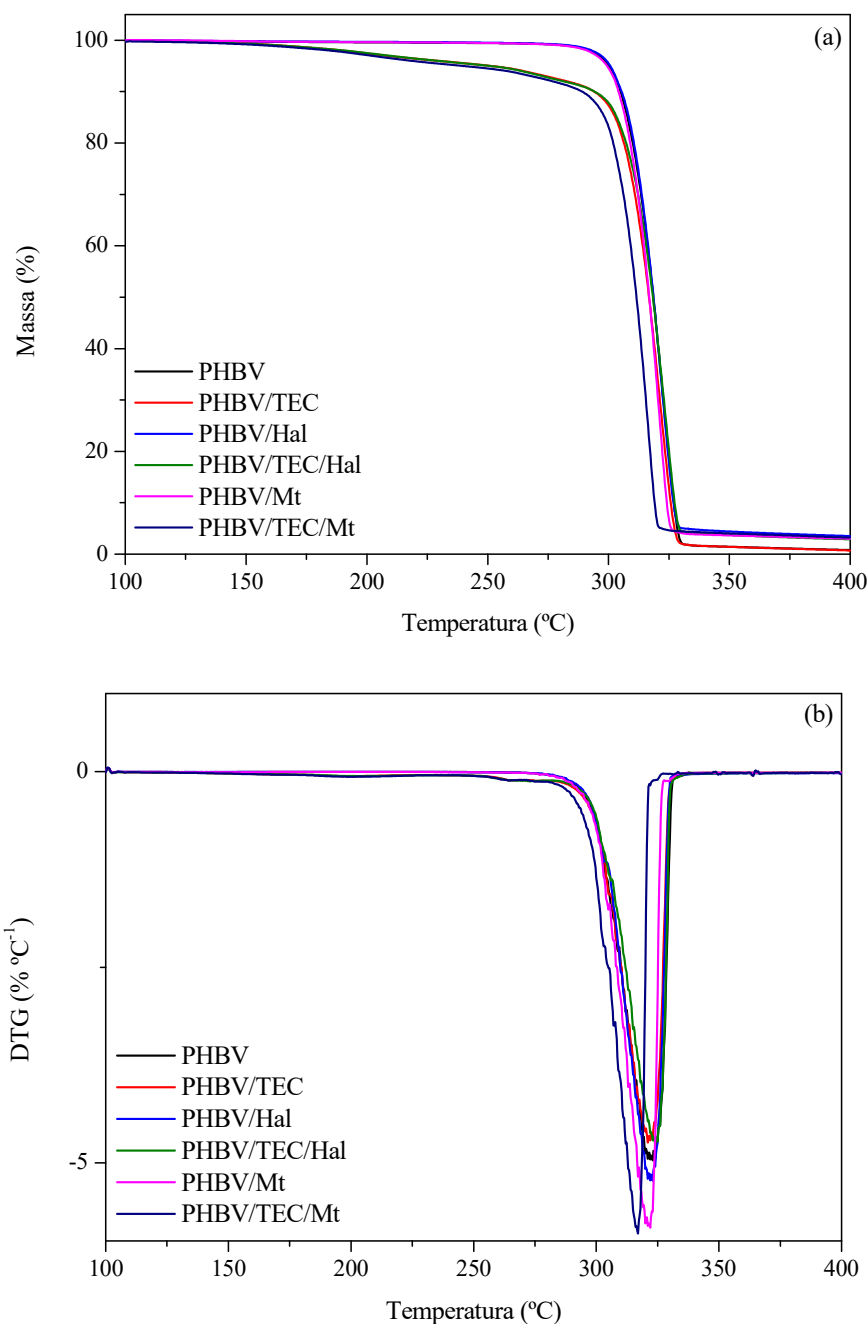 (a)
100
80
60
40
20
0
Massa (%)
PHBV
PHBV/TEC
PHBV/Hal
PHBV/TEC/Hal
PHBV/Mt
PHBV/TEC/Mt
100 150 200 250 300 350 400
Temperatura (ºC)
(b)
0
-5
DTG (% ºC⁻¹)
PHBV
PHBV/TEC
PHBV/Hal
PHBV/TEC/Hal
PHBV/Mt
PHBV/TEC/Mt
100 150 200 250 300 350 400
Temperatura (ºC)